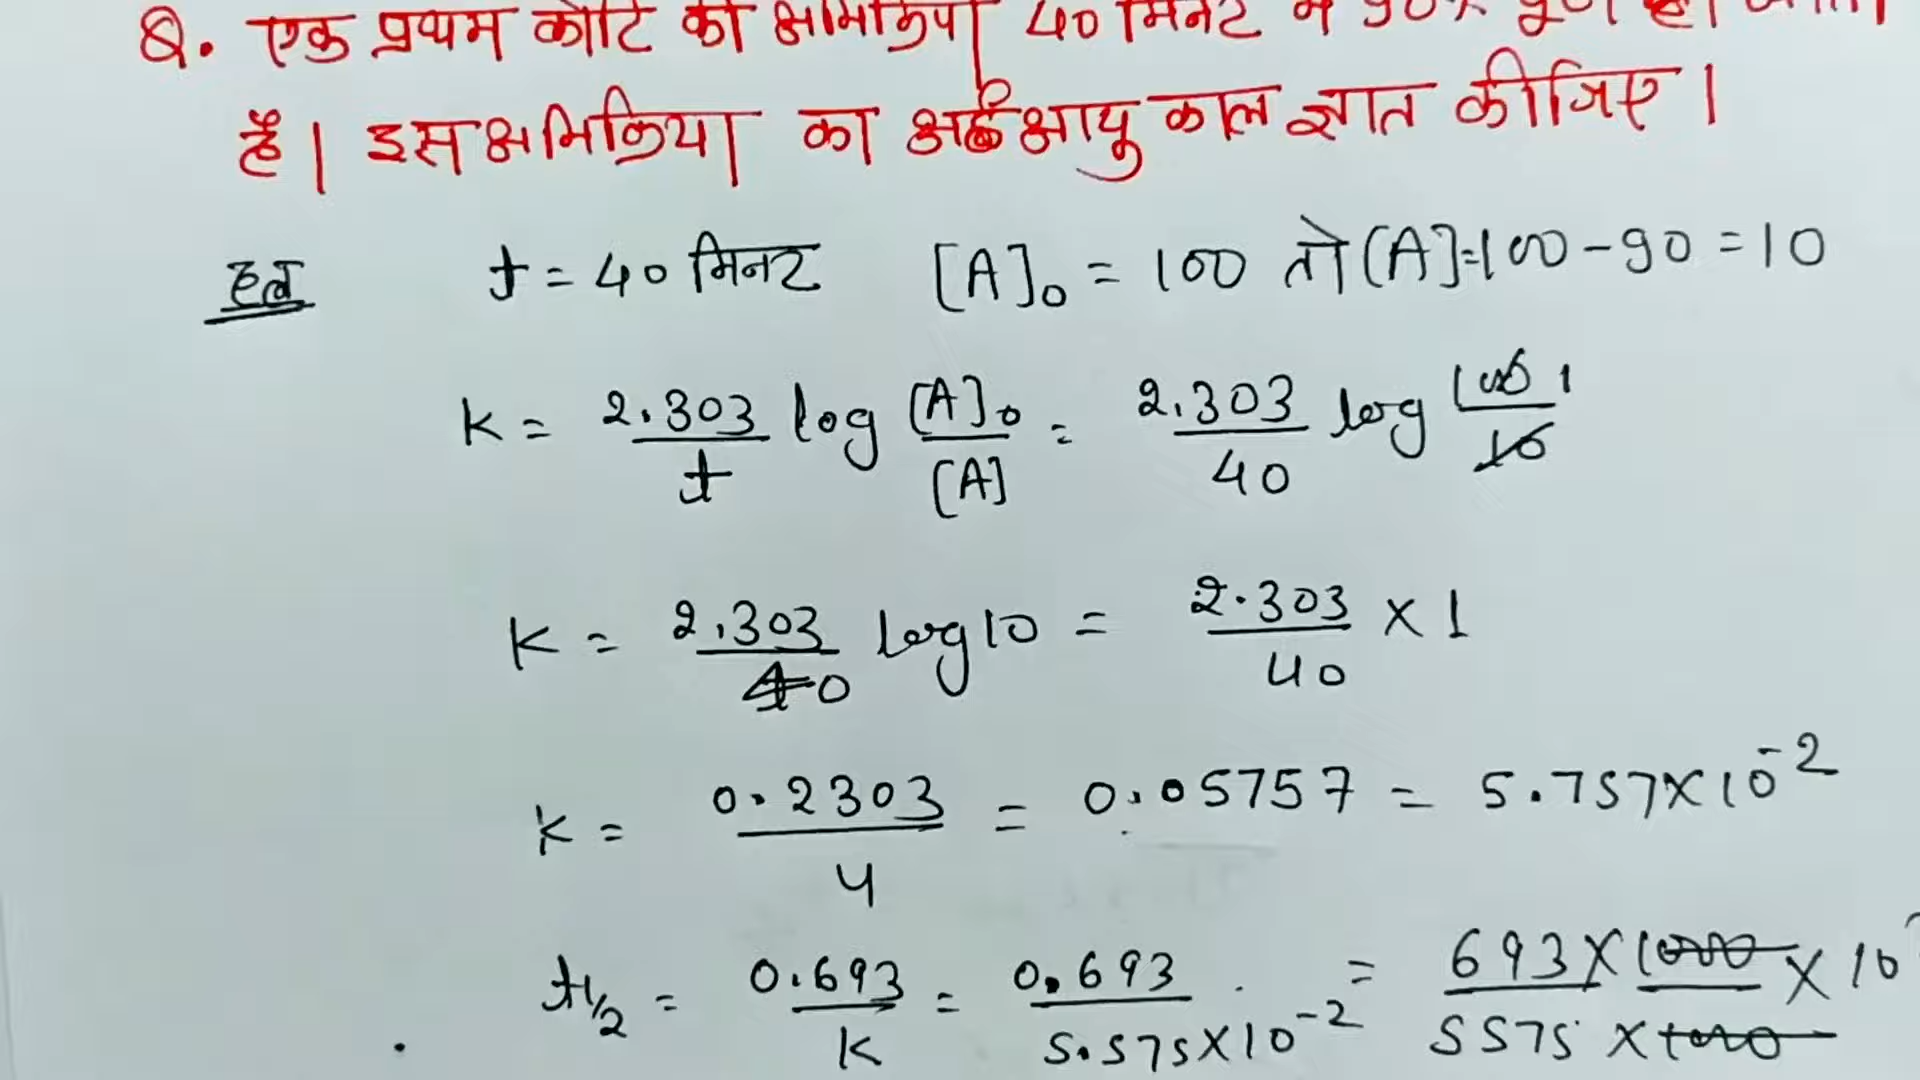 Q. एक प्रथम कोटि की अभिक्रिया 40 मिनट में 90% पूर्ण हो
है। इस अभिक्रिया का अर्द्धआयु काल ज्ञात कीजिए।
हल t = 40 मिनट [A]₀ = 100 तो [A]=100-90=10
k = 2.303/t log [A]₀/[A] = 2.303/40 log 100/10
k = 2.303/40 log 10 = 2.303/40 × 1
k = 0.2303/4 = 0.05757 = 5.757×10⁻²
t1/2 = 0.693/k = 0.693/5.575×10⁻² = 693×1000/5575×1000 × 10